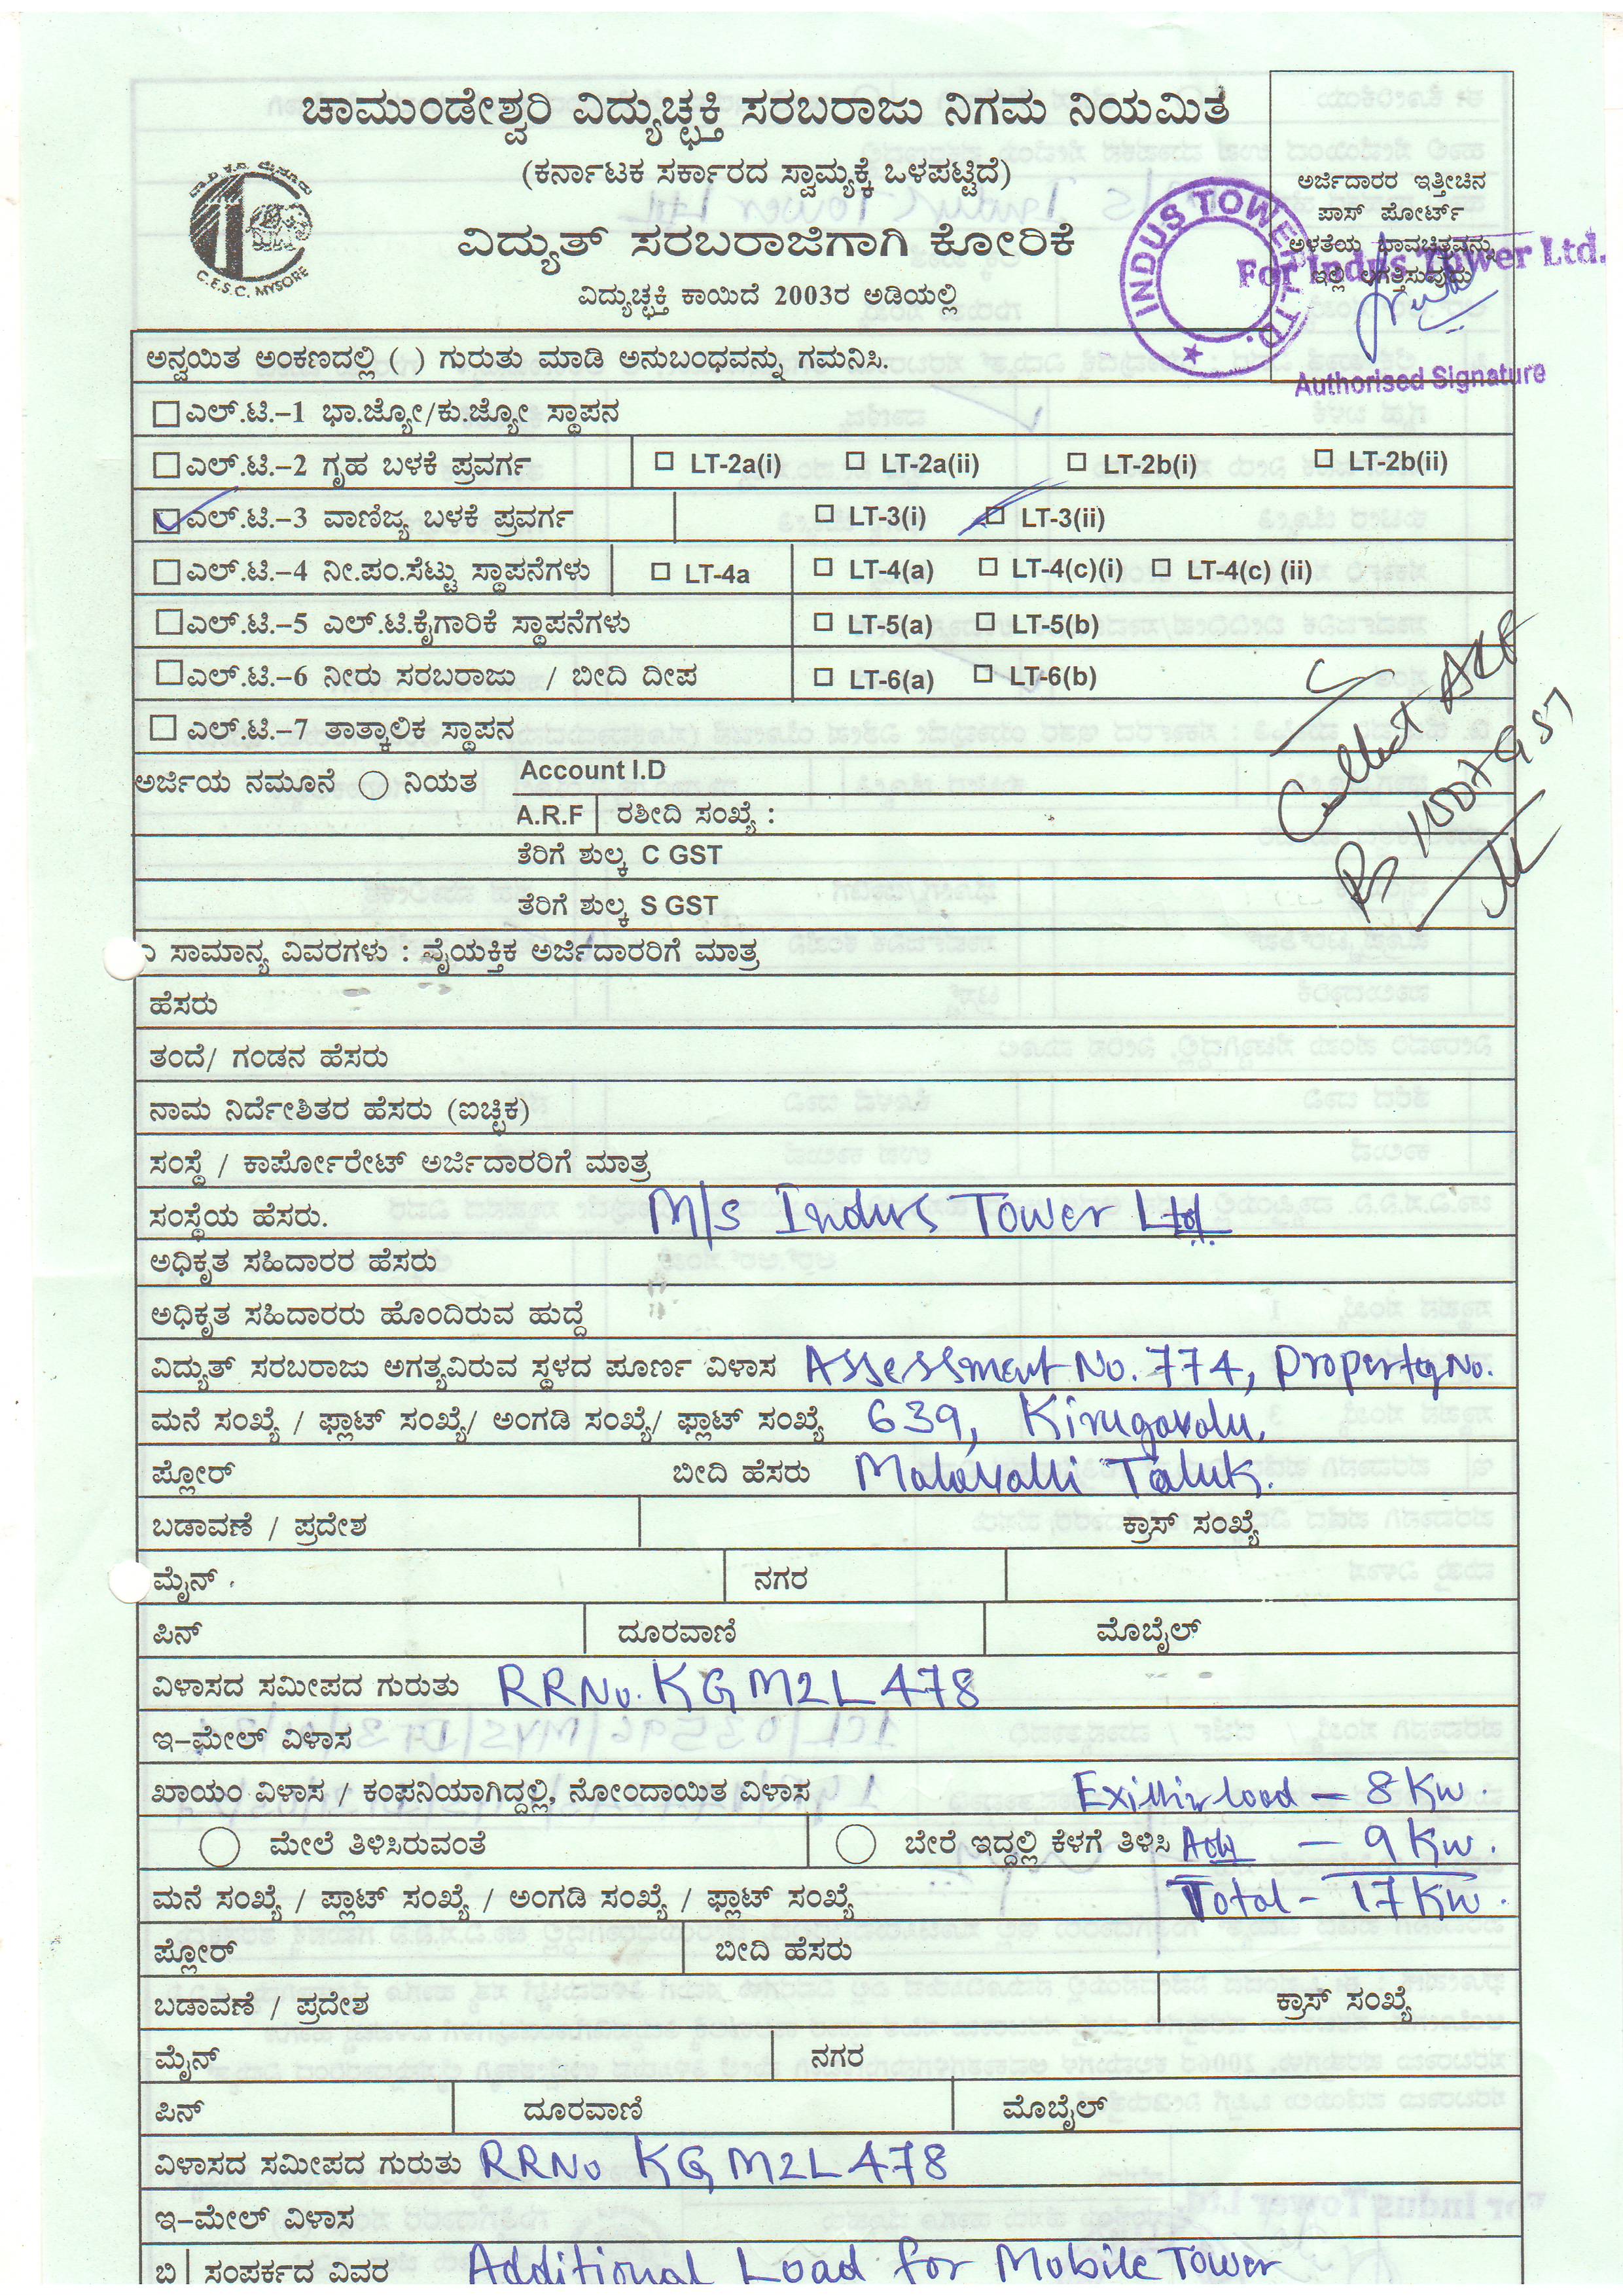 ಚಾಮುಂಡೇಶ್ವರಿ ವಿದ್ಯುಚ್ಛಕ್ತಿ ಸರಬರಾಜು ನಿಗಮ ನಿಯಮಿತ
(ಕರ್ನಾಟಕ ಸರ್ಕಾರದ ಸ್ವಾಮ್ಯಕ್ಕೆ ಒಳಪಟ್ಟಿದೆ)
ವಿದ್ಯುತ್ ಸರಬರಾಜಿಗಾಗಿ ಕೋರಿಕೆ
ವಿದ್ಯುಚ್ಛಕ್ತಿ ಕಾಯಿದೆ 2003ರ ಅಡಿಯಲ್ಲಿ
C.E.S.C. MYSORE
ಅರ್ಜಿದಾರರ ಇತ್ತೀಚಿನ
ಪಾಸ್ ಪೋರ್ಟ್
ಅಳತೆಯ ಭಾವಚಿತ್ರವನ್ನು
ಇಲ್ಲಿ ಲಗತ್ತಿಸುವುದು
INDUS TOWER LTD.
For Indus Tower Ltd.
Authorised Signature
ಅನ್ವಯಿತ ಅಂಕಣದಲ್ಲಿ ( ) ಗುರುತು ಮಾಡಿ ಅನುಬಂಧವನ್ನು ಗಮನಿಸಿ.
ಎಲ್.ಟಿ.-1 ಭಾ.ಜ್ಯೋ/ಕು.ಜ್ಯೋ ಸ್ಥಾಪನ
ಎಲ್.ಟಿ.-2 ಗೃಹ ಬಳಕೆ ಪ್ರವರ್ಗ LT-2a(i) LT-2a(ii) LT-2b(i) LT-2b(ii)
ಎಲ್.ಟಿ.-3 ವಾಣಿಜ್ಯ ಬಳಕೆ ಪ್ರವರ್ಗ LT-3(i) LT-3(ii)
ಎಲ್.ಟಿ.-4 ನೀ.ಪಂ.ಸೆಟ್ಟು ಸ್ಥಾಪನೆಗಳು LT-4a LT-4(a) LT-4(c)(i) LT-4(c) (ii)
ಎಲ್.ಟಿ.-5 ಎಲ್.ಟಿ.ಕೈಗಾರಿಕೆ ಸ್ಥಾಪನೆಗಳು LT-5(a) LT-5(b)
ಎಲ್.ಟಿ.-6 ನೀರು ಸರಬರಾಜು / ಬೀದಿ ದೀಪ LT-6(a) LT-6(b)
ಎಲ್.ಟಿ.-7 ತಾತ್ಕಾಲಿಕ ಸ್ಥಾಪನ
Collect
ಅರ್ಜಿಯ ನಮೂನೆ ನಿಯತ Account I.D
A.R.F ರಶೀದಿ ಸಂಖ್ಯೆ :
ತೆರಿಗೆ ಶುಲ್ಕ C GST
ತೆರಿಗೆ ಶುಲ್ಕ S GST
ಸಾಮಾನ್ಯ ವಿವರಗಳು : ವೈಯಕ್ತಿಕ ಅರ್ಜಿದಾರರಿಗೆ ಮಾತ್ರ
ಹೆಸರು
ತಂದೆ/ ಗಂಡನ ಹೆಸರು
ನಾಮ ನಿರ್ದೇಶಿತರ ಹೆಸರು (ಐಚ್ಛಿಕ)
ಸಂಸ್ಥೆ / ಕಾರ್ಪೋರೇಟ್ ಅರ್ಜಿದಾರರಿಗೆ ಮಾತ್ರ
ಸಂಸ್ಥೆಯ ಹೆಸರು. M/s Indus Tower Ltd
ಅಧಿಕೃತ ಸಹಿದಾರರ ಹೆಸರು
ಅಧಿಕೃತ ಸಹಿದಾರರು ಹೊಂದಿರುವ ಹುದ್ದೆ
ವಿದ್ಯುತ್ ಸರಬರಾಜು ಅಗತ್ಯವಿರುವ ಸ್ಥಳದ ಪೂರ್ಣ ವಿಳಾಸ Assessment No. 774, Property No.
ಮನೆ ಸಂಖ್ಯೆ / ಫ್ಲಾಟ್ ಸಂಖ್ಯೆ/ ಅಂಗಡಿ ಸಂಖ್ಯೆ/ ಫ್ಲಾಟ್ ಸಂಖ್ಯೆ 639, Kirugavalu,
ಪ್ಲೋರ್ ಬೀದಿ ಹೆಸರು Malavalli Taluk.
ಬಡಾವಣೆ / ಪ್ರದೇಶ ಕ್ರಾಸ್ ಸಂಖ್ಯೆ
ಮೈನ್ ನಗರ
ಪಿನ್ ದೂರವಾಣಿ ಮೊಬೈಲ್
ವಿಳಾಸದ ಸಮೀಪದ ಗುರುತು RRNo. KGM2L478
ಇ-ಮೇಲ್ ವಿಳಾಸ
ಖಾಯಂ ವಿಳಾಸ / ಕಂಪನಿಯಾಗಿದ್ದಲ್ಲಿ, ನೋಂದಾಯಿತ ವಿಳಾಸ load - 8 Kw.
ಮೇಲೆ ತಿಳಿಸಿರುವಂತೆ ಬೇರೆ ಇದ್ದಲ್ಲಿ ಕೆಳಗೆ ತಿಳಿಸಿ - 9 Kw.
ಮನೆ ಸಂಖ್ಯೆ / ಪ್ಲಾಟ್ ಸಂಖ್ಯೆ / ಅಂಗಡಿ ಸಂಖ್ಯೆ / ಫ್ಲಾಟ್ ಸಂಖ್ಯೆ Total - 17 Kw.
ಪ್ಲೋರ್ ಬೀದಿ ಹೆಸರು
ಬಡಾವಣೆ / ಪ್ರದೇಶ ಕ್ರಾಸ್ ಸಂಖ್ಯೆ
ಮೈನ್ ನಗರ
ಪಿನ್ ದೂರವಾಣಿ ಮೊಬೈಲ್
ವಿಳಾಸದ ಸಮೀಪದ ಗುರುತು RRNo KGM2L478
ಇ-ಮೇಲ್ ವಿಳಾಸ
ಬಿ ಸಂಪರ್ಕದ ವಿವರ Additional Load for Mobile Tower